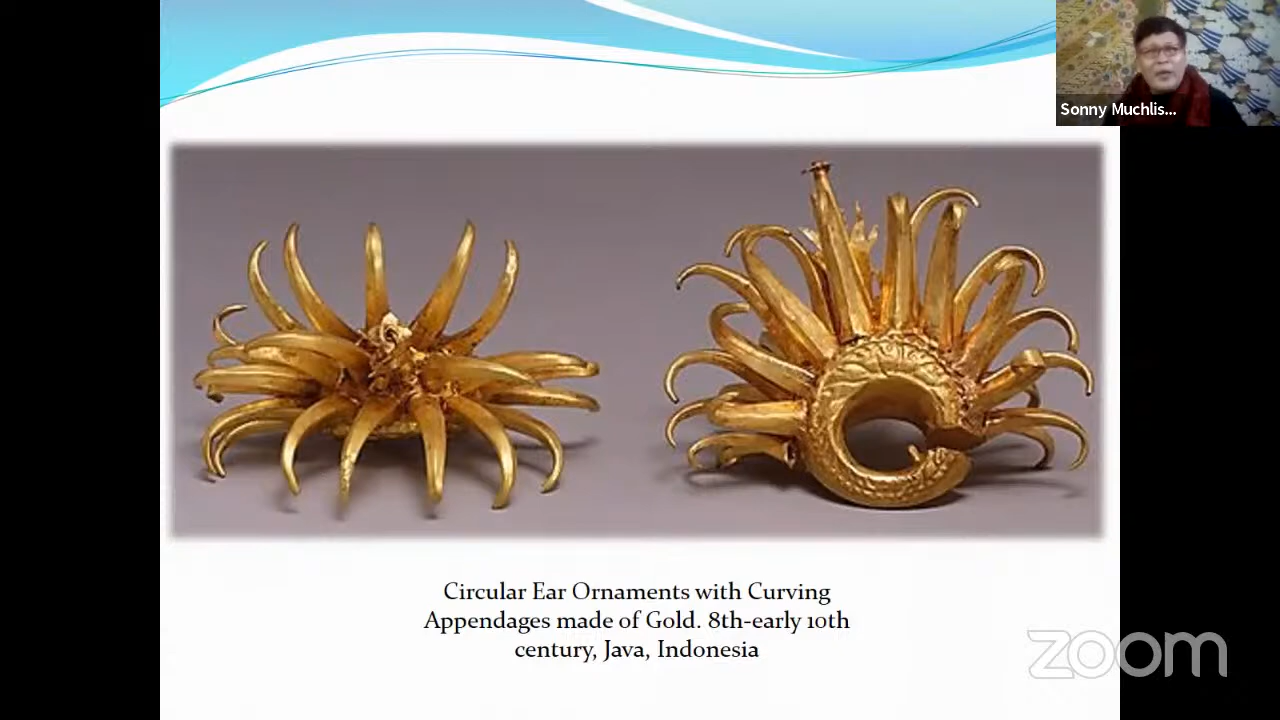 Sonny Muchlis...
Circular Ear Ornaments with Curving
Appendages made of Gold. 8th-early 10th
century, Java, Indonesia
zoom